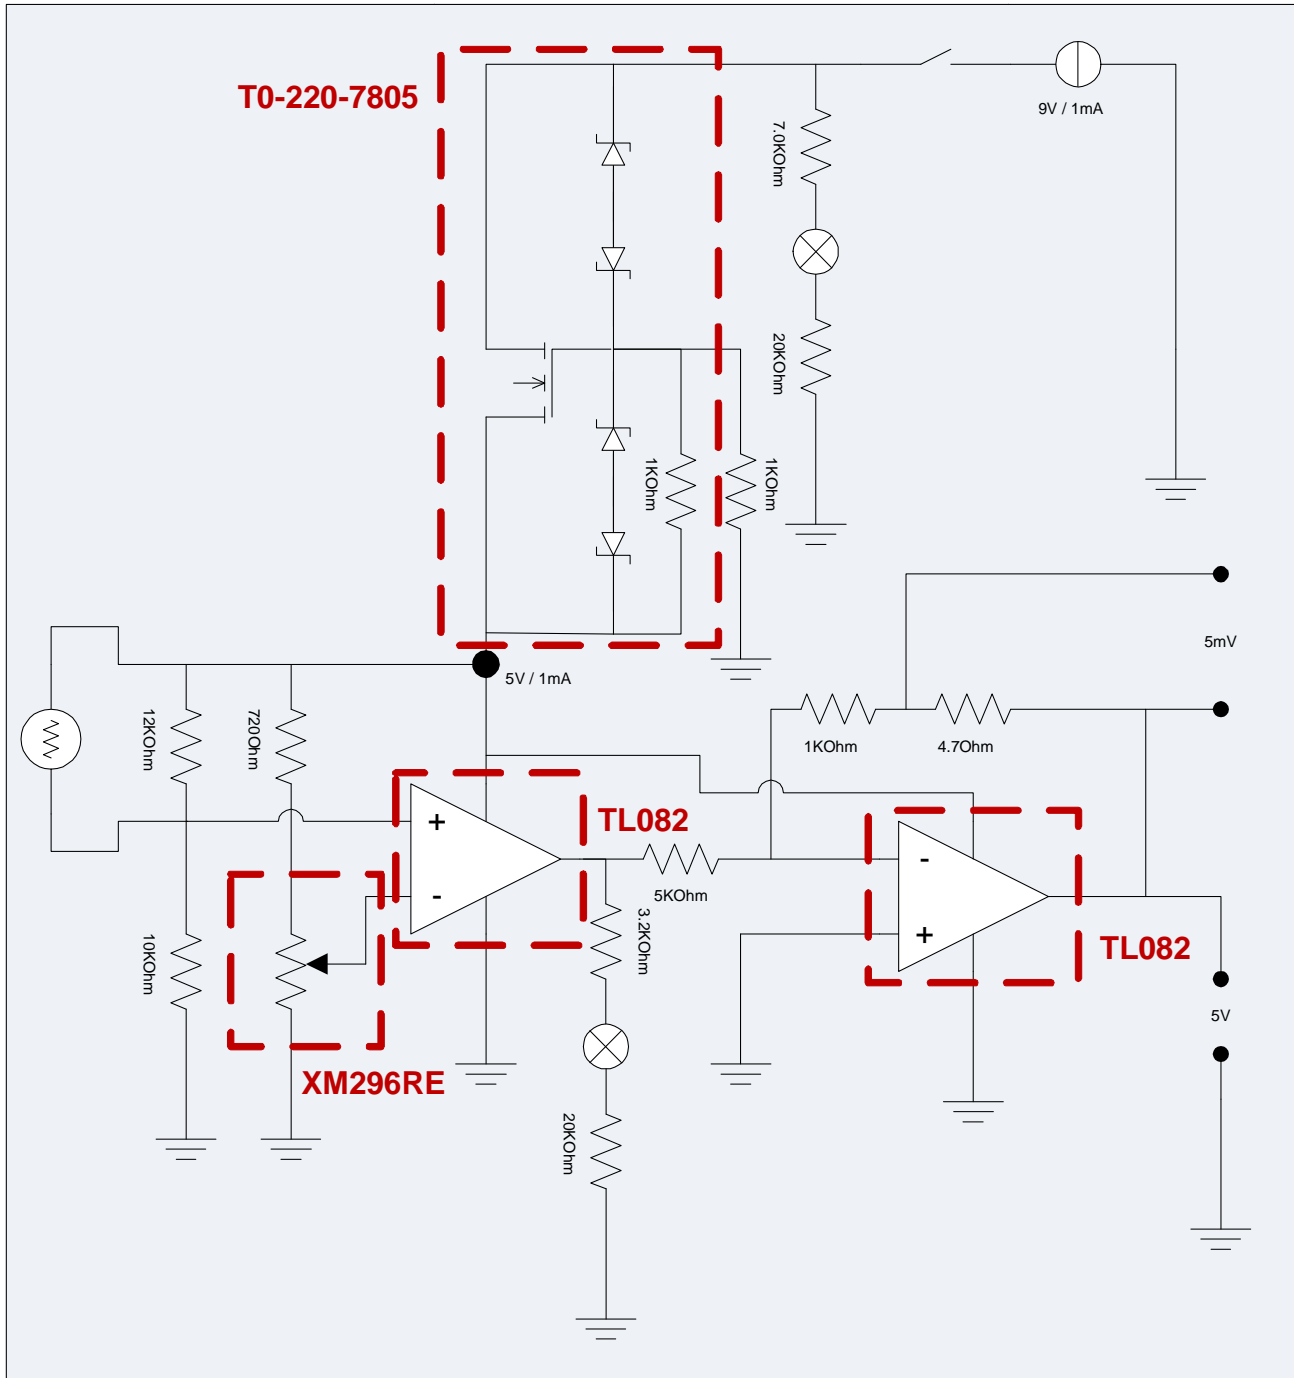 T0-220-7805
9V / 1mA
7.0KOhm
20KOhm
1KOhm
1KOhm
5mV
5V / 1mA
12KOhm
720Ohm
1KOhm
4.7Ohm
TL082
+
-
5KOhm
-
+
3.2KOhm
10KOhm
TL082
5V
XM296RE
20KOhm